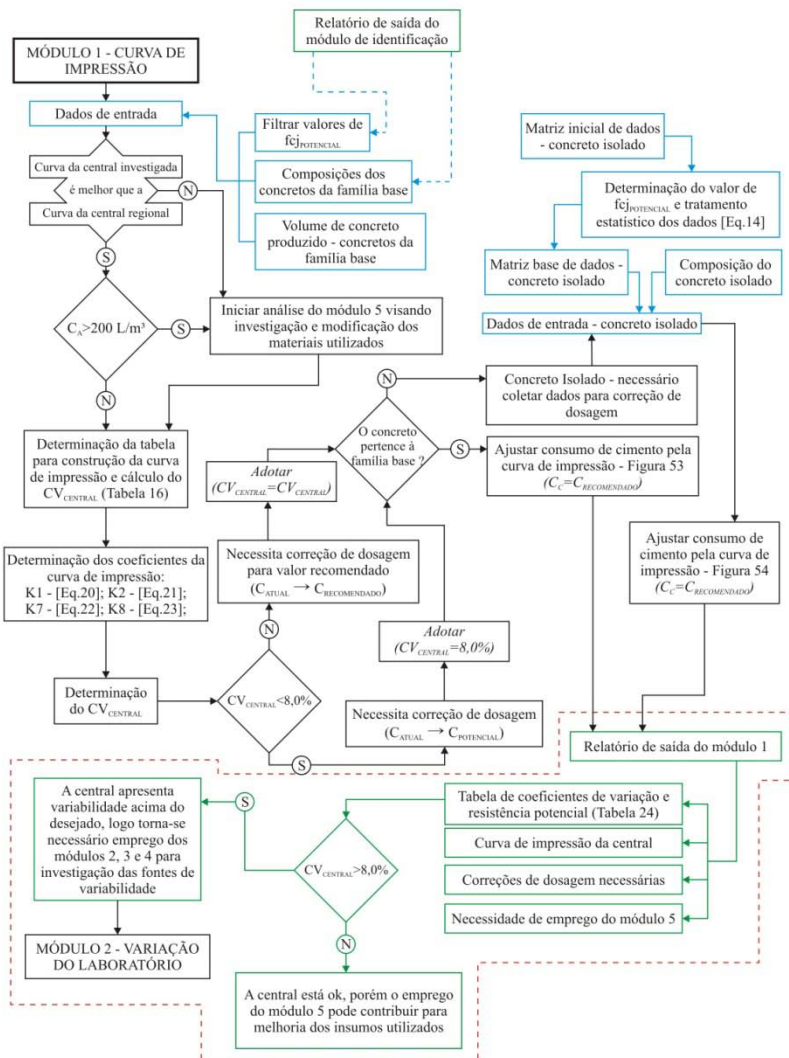 Relatório de saída do
módulo de identificação
MÓDULO 1 - CURVA DE
IMPRESSÃO
Dados de entrada
Filtrar valores de
fcjPOTENCIAL
Composições dos
concretos da família base
Volume de concreto
produzido - concretos da
família base
Matriz inicial de dados
- concreto isolado
Determinação do valor de
fcjPOTENCIAL e tratamento
estatístico dos dados [Eq.14]
Matriz base de dados -
concreto isolado
Composição do
concreto isolado
Dados de entrada - concreto isolado
Curva da central investigada
é melhor que a
Curva da central regional
N
S
CA>200 L/m³
S
N
Iniciar análise do módulo 5 visando
investigação e modificação dos
materiais utilizados
Determinação da tabela
para construção da curva
de impressão e cálculo do
CVCENTRAL (Tabela 16)
Determinação dos coeficientes da
curva de impressão:
K1 - [Eq.20]; K2 - [Eq.21];
K7 - [Eq.22]; K8 - [Eq.23];
Determinação
do CVCENTRAL
CVCENTRAL<8,0%
N
S
Necessita correção de dosagem
para valor recomendado
(CATUAL → CRECOMENDADO)
Adotar
(CVCENTRAL=CVCENTRAL)
Necessita correção de dosagem
(CATUAL → CPOTENCIAL)
Adotar
(CVCENTRAL=8,0%)
O concreto
pertence à
família base ?
N
S
Concreto Isolado - necessário
coletar dados para correção de
dosagem
Ajustar consumo de cimento pela
curva de impressão - Figura 53
(CC=CRECOMENDADO)
Ajustar consumo de
cimento pela curva de
impressão - Figura 54
(CC=CRECOMENDADO)
Relatório de saída do módulo 1
Tabela de coeficientes de variação e
resistência potencial (Tabela 24)
Curva de impressão da central
Correções de dosagem necessárias
Necessidade de emprego do módulo 5
CVCENTRAL>8,0%
S
N
A central apresenta
variabilidade acima do
desejado, logo torna-se
necessário emprego dos
módulos 2, 3 e 4 para
investigação das fontes de
variabilidade
MÓDULO 2 - VARIAÇÃO
DO LABORATÓRIO
A central está ok, porém o emprego
do módulo 5 pode contribuir para
melhoria dos insumos utilizados